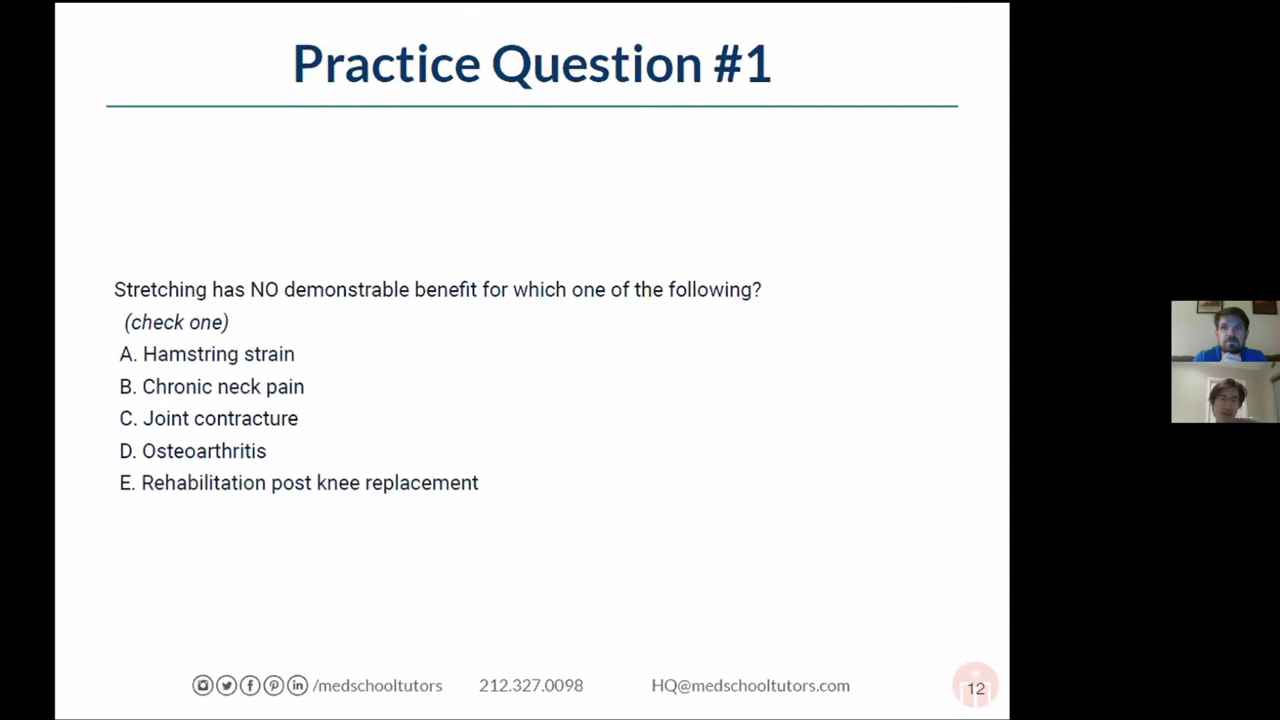 Practice Question #1
Stretching has NO demonstrable benefit for which one of the following?
(check one)
A. Hamstring strain
B. Chronic neck pain
C. Joint contracture
D. Osteoarthritis
E. Rehabilitation post knee replacement
/medschooltutors 212.327.0098 HQ@medschooltutors.com 12